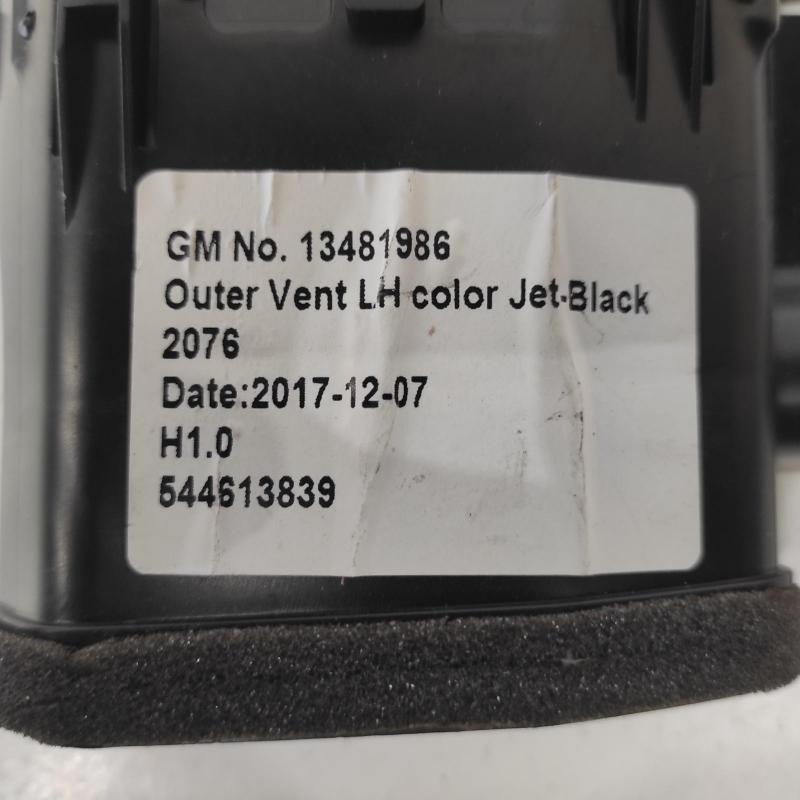 GM No. 13481986
Outer Vent LH color Jet-Black
2076
Date:2017-12-07
H1.0
544613839